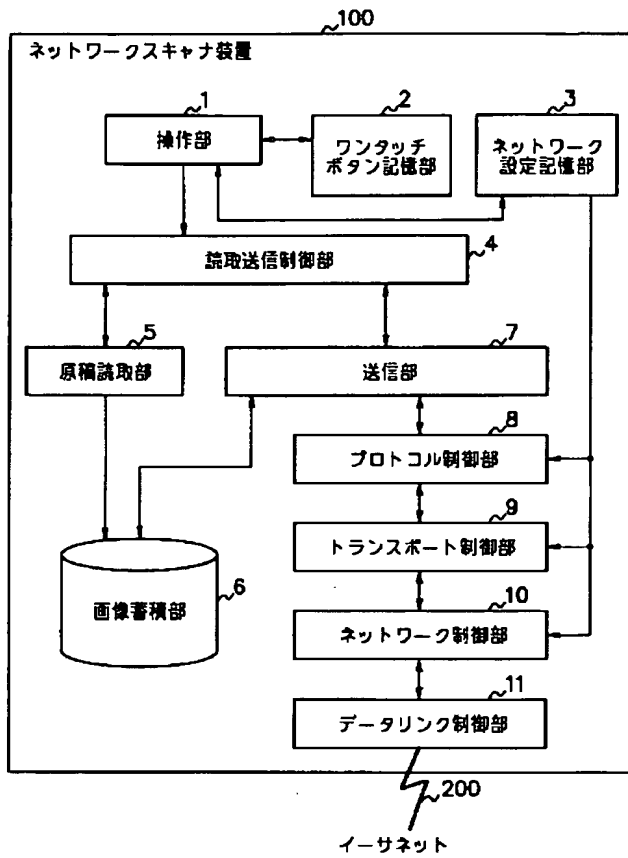 100
ネットワークスキャナ装置
1
操作部
2
ワンタッチ
ボタン記憶部
3
ネットワーク
設定記憶部
読取送信制御部
4
5
原稿読取部
7
送信部
8
プロトコル制御部
9
トランスポート制御部
画像蓄積部
6
10
ネットワーク制御部
11
データリンク制御部
200
イーサネット